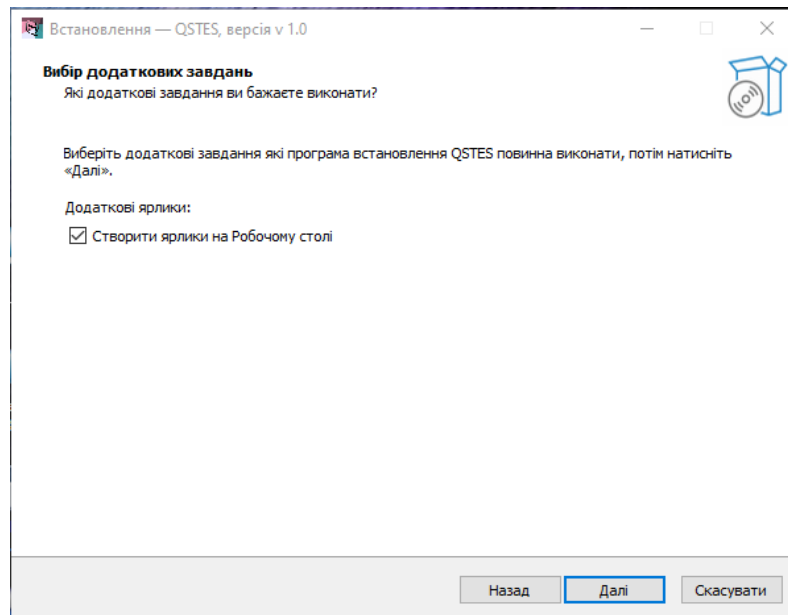 Встановлення — QSTES, версія v 1.0
Вибір додаткових завдань
Які додаткові завдання ви бажаєте виконати?
Виберіть додаткові завдання які програма встановлення QSTES повинна виконати, потім натисніть
«Далі».
Додаткові ярлики:
Створити ярлики на Робочому столі
Назад
Далі
Скасувати